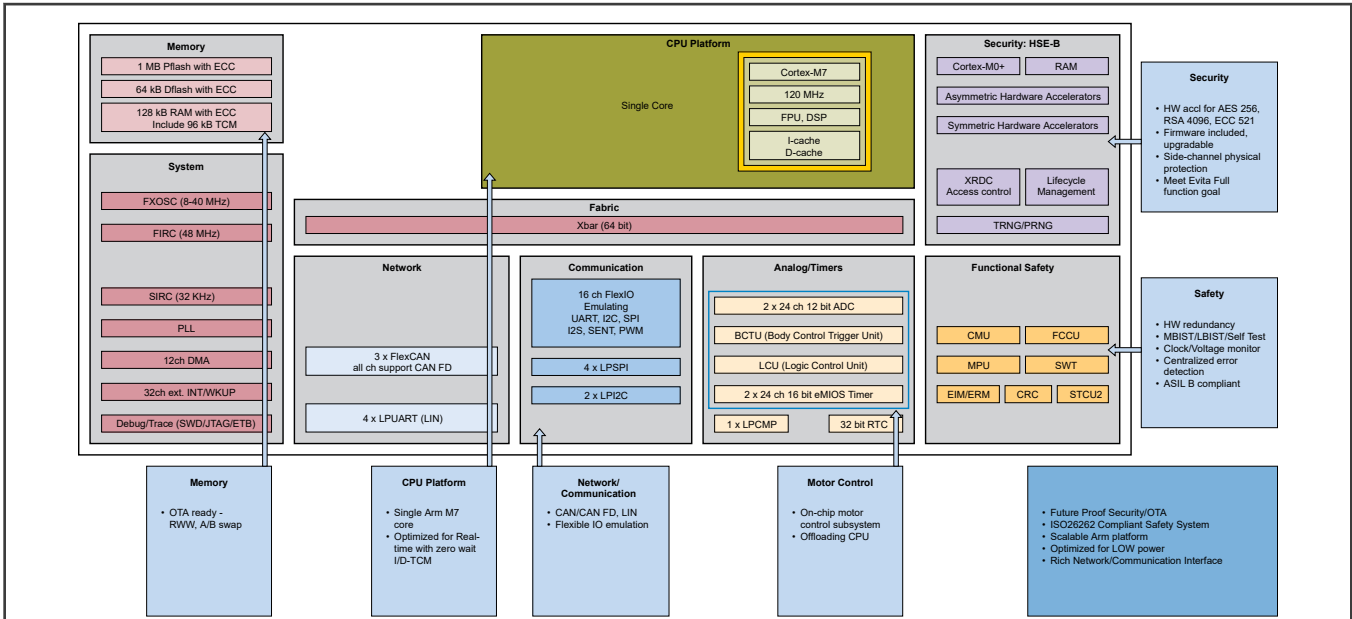 Memory
1 MB Pflash with ECC
64 kB Dflash with ECC
128 kB RAM with ECC
Include 96 kB TCM
System
FXOSC (8-40 MHz)
FIRC (48 MHz)
SIRC (32 KHz)
PLL
12ch DMA
32ch ext. INT/WKUP
Debug/Trace (SWD/JTAG/ETB)
CPU Platform
Single Core
Cortex-M7
120 MHz
FPU, DSP
I-cache
D-cache
Fabric
Xbar (64 bit)
Network
3 x FlexCAN
all ch support CAN FD
4 x LPUART (LIN)
Communication
16 ch FlexIO
Emulating
UART, I2C, SPI
I2S, SENT, PWM
4 x LPSPI
2 x LPI2C
Analog/Timers
2 x 24 ch 12 bit ADC
BCTU (Body Control Trigger Unit)
LCU (Logic Control Unit)
2 x 24 ch 16 bit eMIOS Timer
1 x LPCMP
32 bit RTC
Security: HSE-B
Cortex-M0+
RAM
Asymmetric Hardware Accelerators
Symmetric Hardware Accelerators
XRDC
Access control
Lifecycle
Management
TRNG/PRNG
Functional Safety
CMU
FCCU
MPU
SWT
EIM/ERM
CRC
STCU2
Security
• HW accl for AES 256,
RSA 4096, ECC 521
• Firmware included,
upgradable
• Side-channel physical
protection
• Meet Evita Full
function goal
Safety
• HW redundancy
• MBIST/LBIST/Self Test
• Clock/Voltage monitor
• Centralized error
detection
• ASIL B compliant
Memory
• OTA ready -
RWW, A/B swap
CPU Platform
• Single Arm M7
core
• Optimized for Real-
time with zero wait
I/D-TCM
Network/
Communication
• CAN/CAN FD, LIN
• Flexible IO emulation
Motor Control
• On-chip motor
control subsystem
• Offloading CPU
• Future Proof Security/OTA
• ISO26262 Compliant Safety System
• Scalable Arm platform
• Optimized for LOW power
• Rich Network/Communication Interface